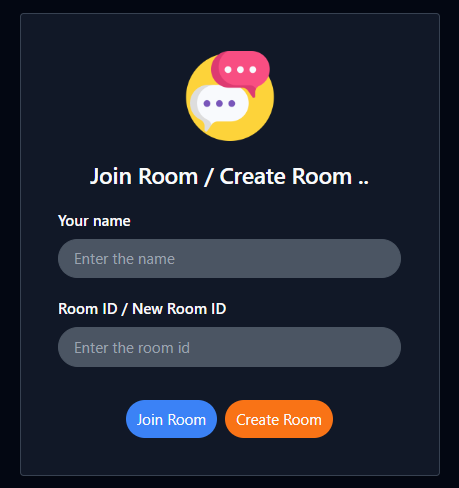 Join Room / Create Room ..
Your name
Enter the name
Room ID / New Room ID
Enter the room id
Join Room Create Room